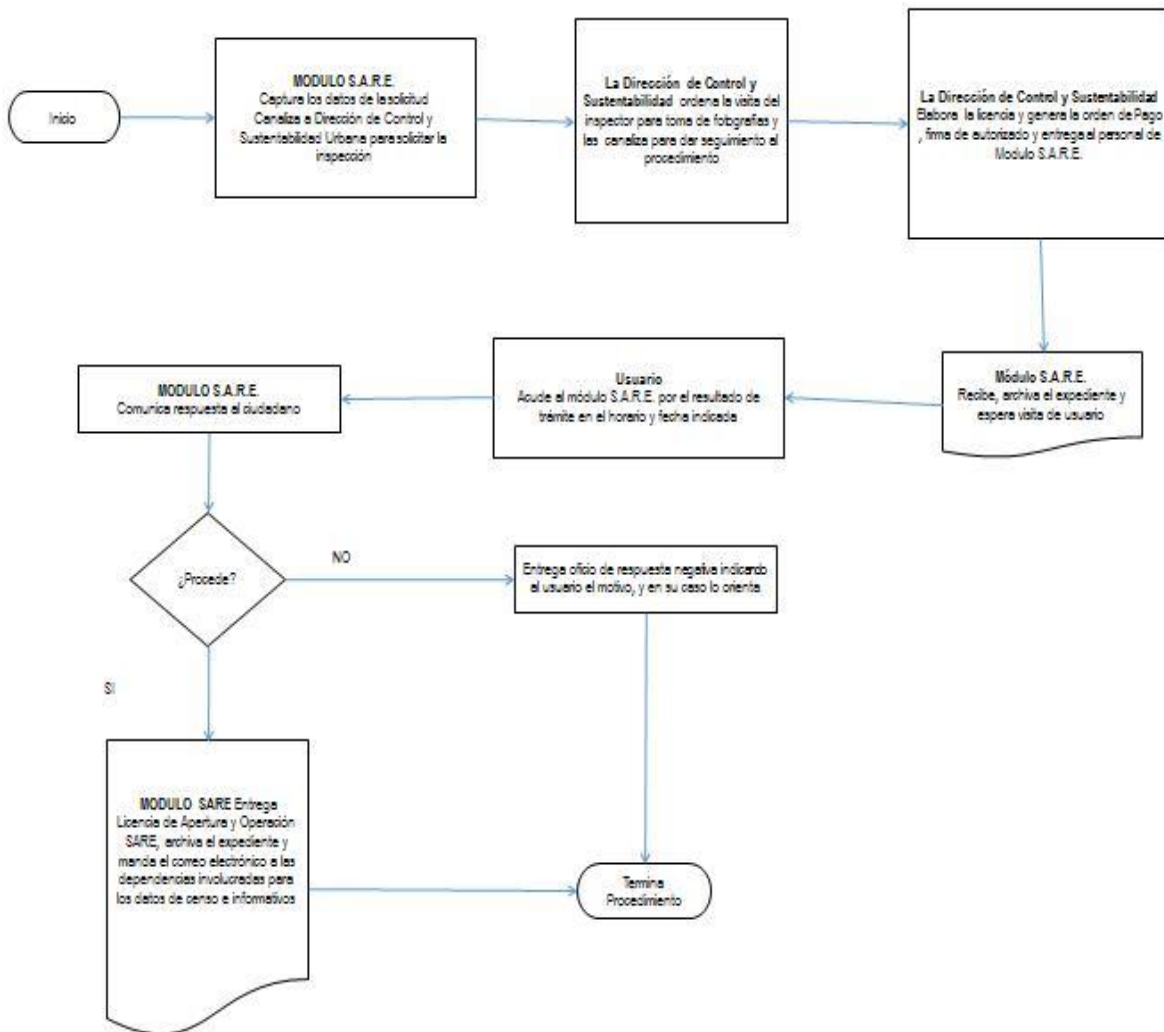 Inicio
MODULO S.A.R.E.
Captura los datos de la solicitud
Canaliza a Dirección de Control y
Sustentabilidad Urbana para solicitar la
inspección
La Dirección de Control y
Sustentabilidad ordena la visita del
inspector para toma de fotografías y
las canaliza para dar seguimiento al
procedimiento
La Dirección de Control y Sustentabilidad
Elabora la licencia y genera la orden de Pago
, firma de autorizado y entrega al personal de
Modulo S.A.R.E.
Módulo S.A.R.E.
Recibe, archiva el expediente y
espera visita de usuario
Usuario
Acude al módulo S.A.R.E. por el resultado de
trámite en el horario y fecha indicada
MODULO S.A.R.E.
Comunica respuesta al ciudadano
¿Procede?
NO
Entrega oficio de respuesta negativa indicando
al usuario el motivo, y en su caso lo orienta
SI
MODULO SARE Entrega
Licencia de Apertura y Operación
SARE, archiva el expediente y
manda el correo electrónico a las
dependencias involucradas para
los datos de censo e informativos
Termina
Procedimiento